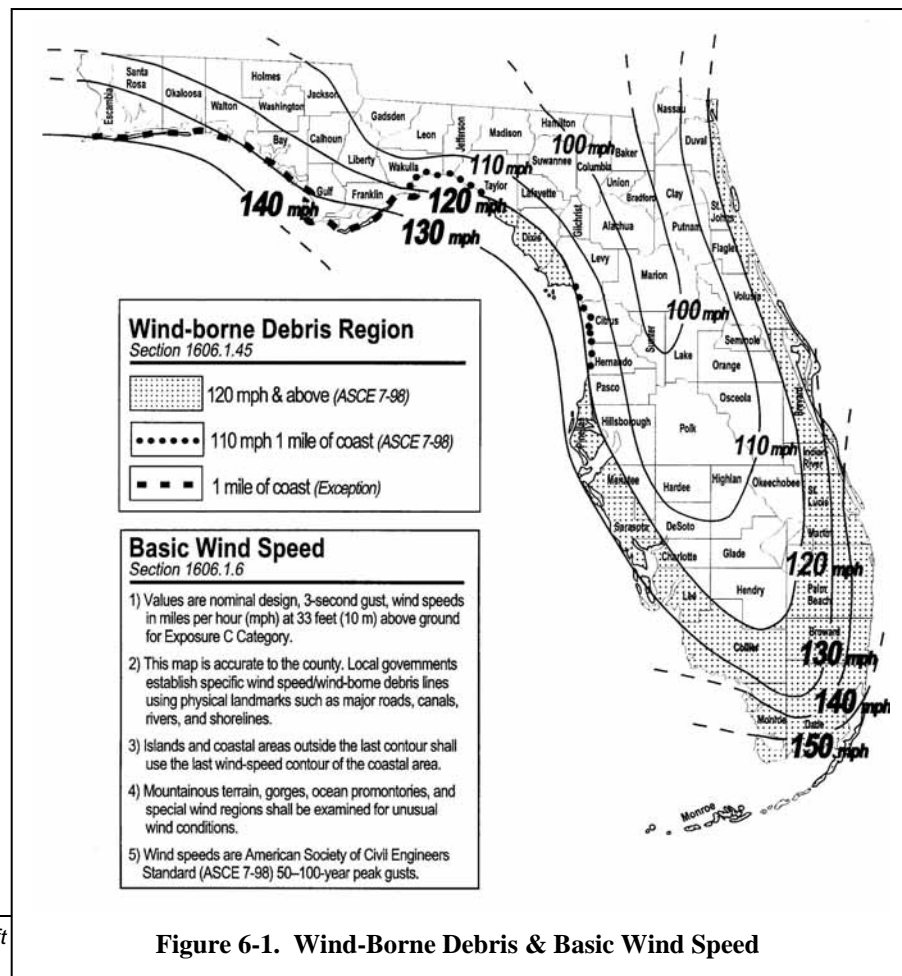 Santa
Rosa
Escambia
Okaloosa
Walton
Holmes
Washington
Jackson
Bay
Calhoun
Gulf
Liberty
Franklin
Gadsden
Leon
Wakulla
Jefferson
Madison
Taylor
Hamilton
Suwannee
Lafayette
Dixie
Columbia
Baker
Nassau
Duval
Union
Bradford
Clay
St.
Johns
Gilchrist
Alachua
Putnam
Flagler
Levy
Marion
Volusia
Citrus
Sumter
Lake
Seminole
Hernando
Orange
Pasco
Osceola
Brevard
Hillsborough
Polk
Indian
River
Manatee
Hardee
Highlan
Okeechobee
St.
Lucie
Sarasota
DeSoto
Martin
Charlotte
Glade
Lee
Hendry
Palm
Beach
Collier
Broward
Monroe
Dade
Monroe
100 mph
110 mph
120 mph
130 mph
140 mph
100 mph
110 mph
120 mph
130 mph
140 mph
150 mph
Wind-borne Debris Region
Section 1606.1.45
120 mph & above (ASCE 7-98)
110 mph 1 mile of coast (ASCE 7-98)
1 mile of coast (Exception)
Basic Wind Speed
Section 1606.1.6
1) Values are nominal design, 3-second gust, wind speeds
in miles per hour (mph) at 33 feet (10 m) above ground
for Exposure C Category.
2) This map is accurate to the county. Local governments
establish specific wind speed/wind-borne debris lines
using physical landmarks such as major roads, canals,
rivers, and shorelines.
3) Islands and coastal areas outside the last contour shall
use the last wind-speed contour of the coastal area.
4) Mountainous terrain, gorges, ocean promontories, and
special wind regions shall be examined for unusual
wind conditions.
5) Wind speeds are American Society of Civil Engineers
Standard (ASCE 7-98) 50–100-year peak gusts.
ft
Figure 6-1. Wind-Borne Debris & Basic Wind Speed